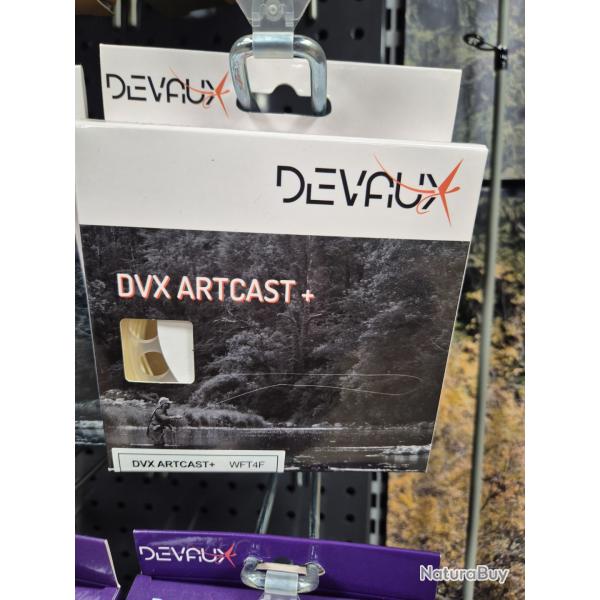 DEVAUX
DEVAUX
DVX ARTCAST +
DVX ARTCAST+ WFT4F
DEVAUX
NaturaBuy